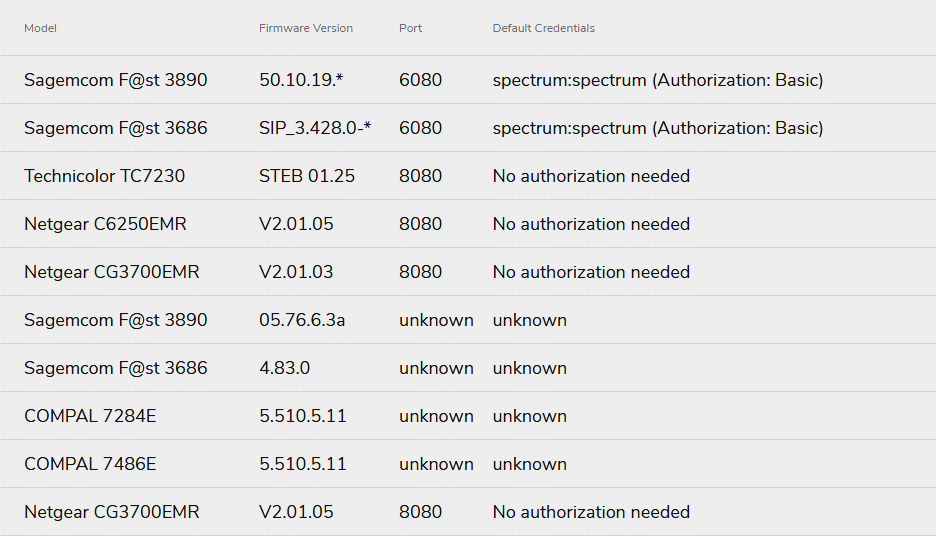 Model Firmware Version Port Default Credentials
Sagemcom F@st 3890 50.10.19.* 6080 spectrum:spectrum (Authorization: Basic)
Sagemcom F@st 3686 SIP_3.428.0-* 6080 spectrum:spectrum (Authorization: Basic)
Technicolor TC7230 STEB 01.25 8080 No authorization needed
Netgear C6250EMR V2.01.05 8080 No authorization needed
Netgear CG3700EMR V2.01.03 8080 No authorization needed
Sagemcom F@st 3890 05.76.6.3a unknown unknown
Sagemcom F@st 3686 4.83.0 unknown unknown
COMPAL 7284E 5.510.5.11 unknown unknown
COMPAL 7486E 5.510.5.11 unknown unknown
Netgear CG3700EMR V2.01.05 8080 No authorization needed